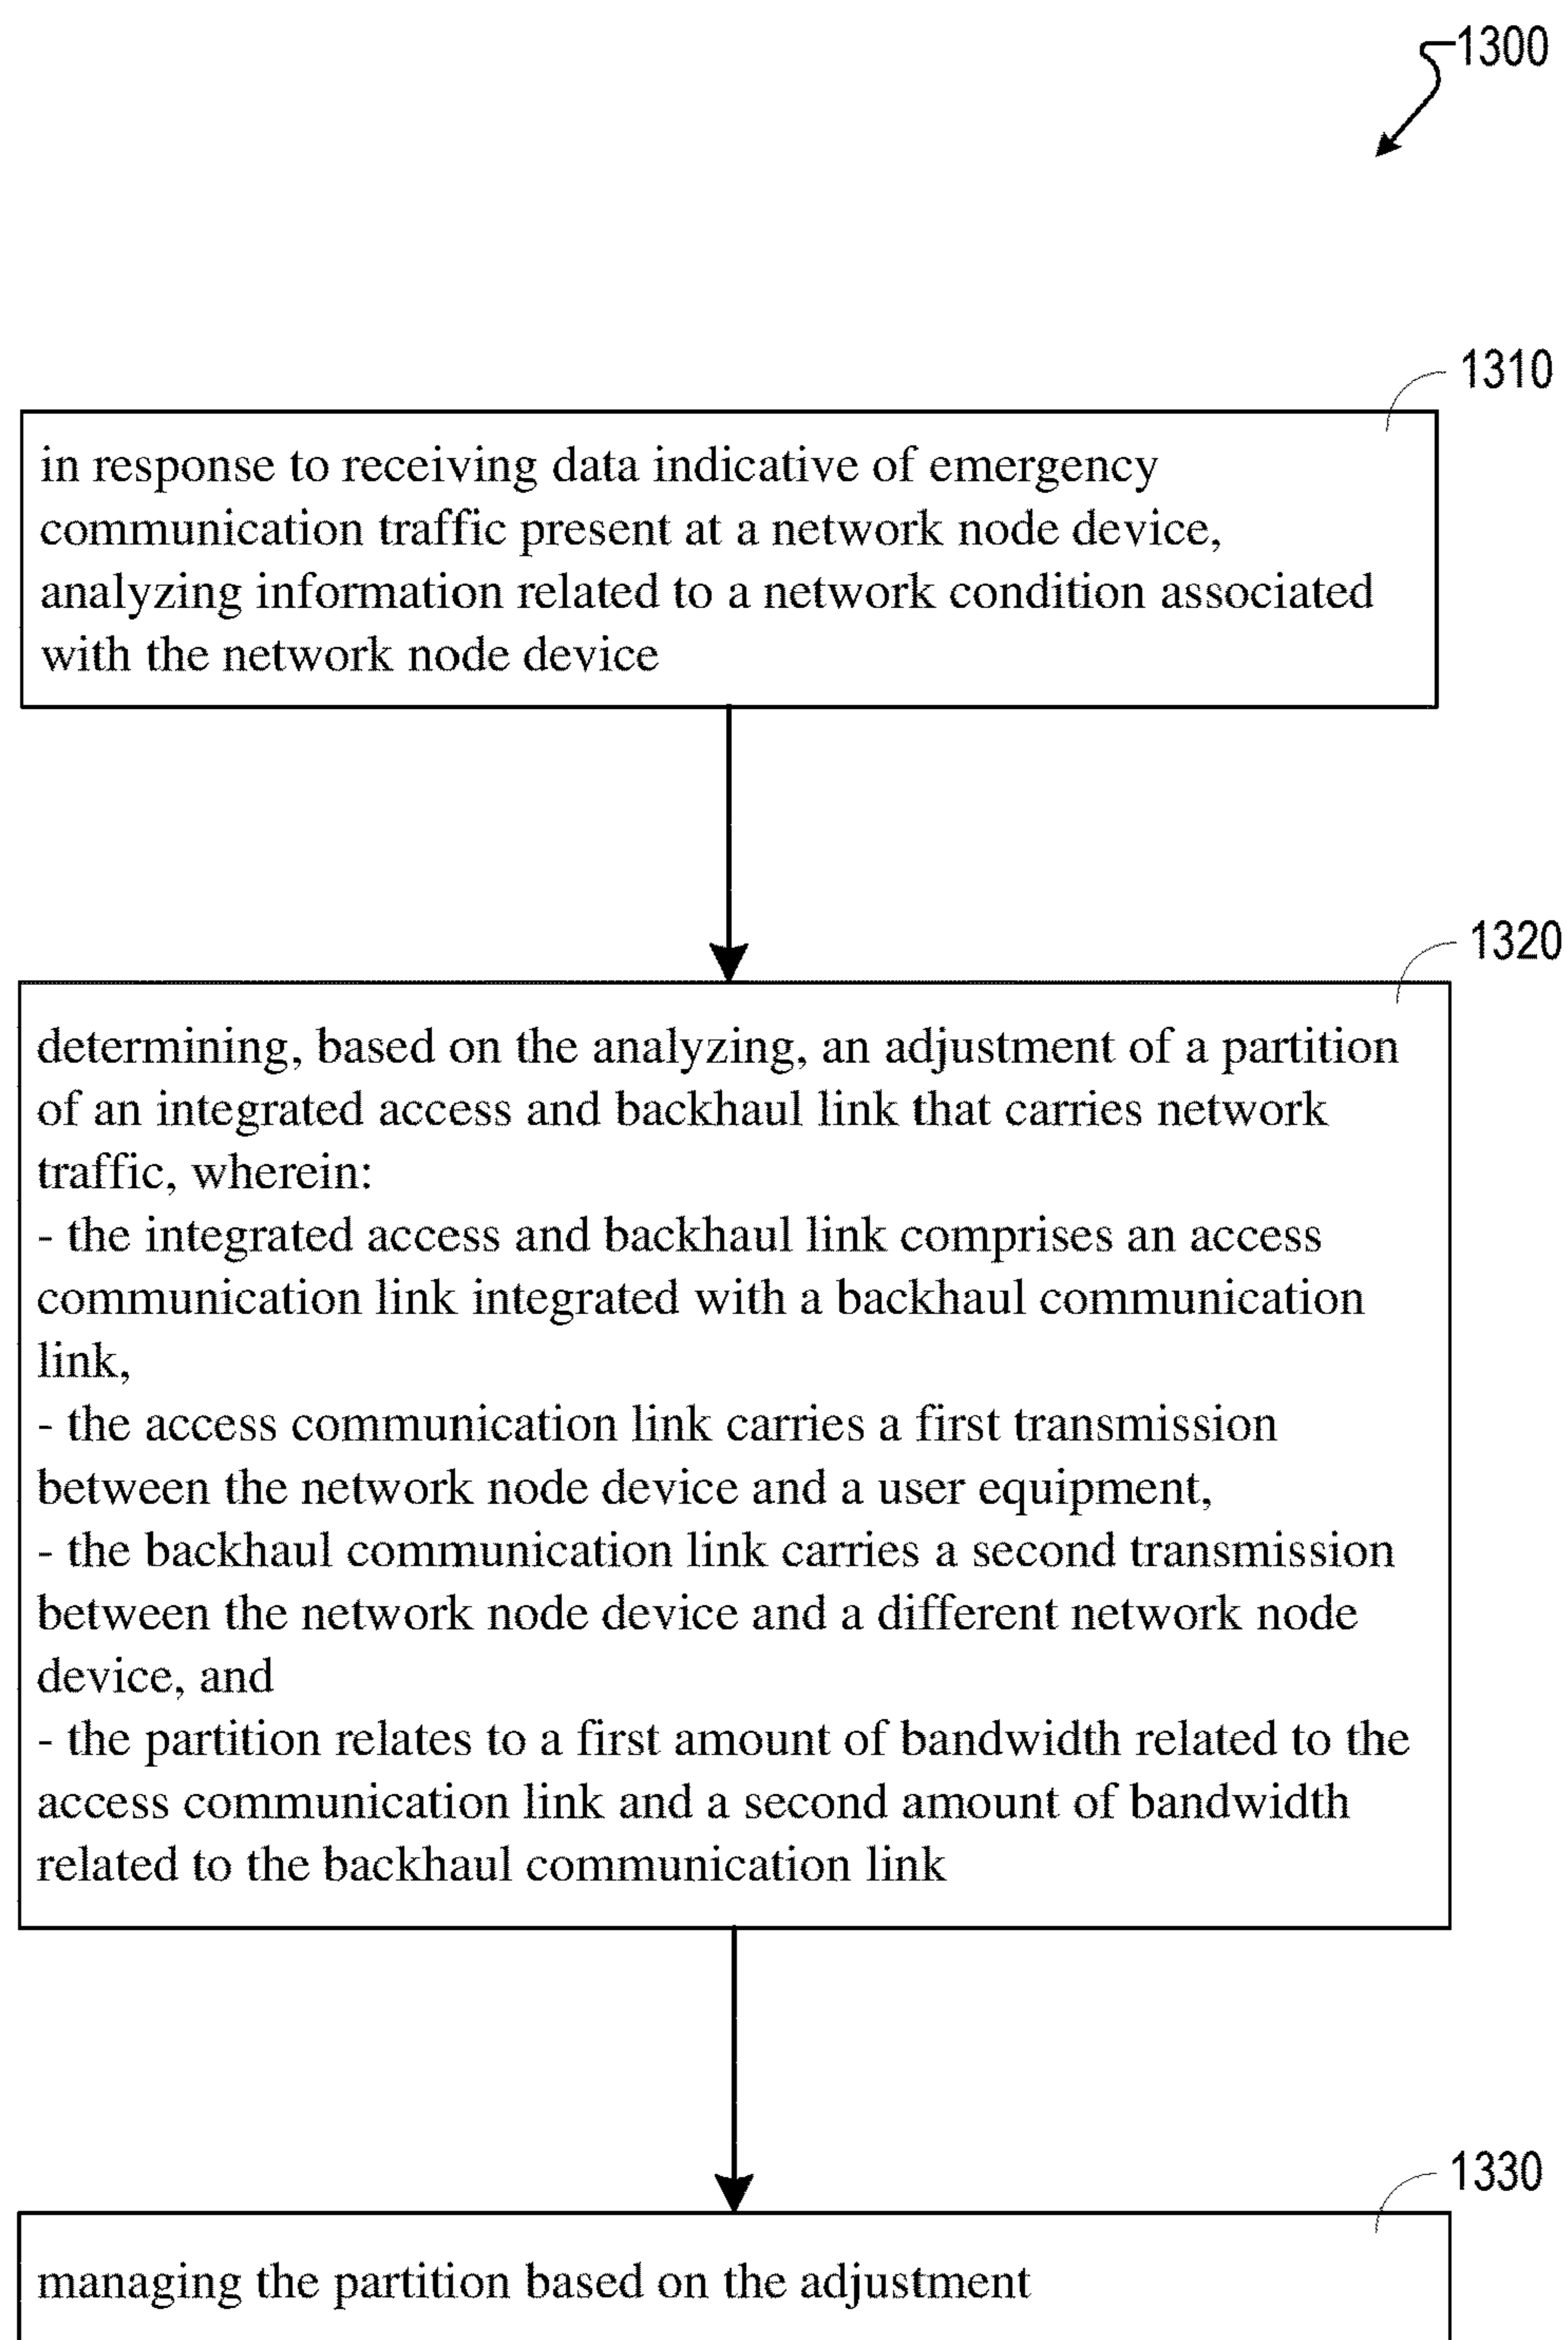 1300
1310
in response to receiving data indicative of emergency
communication traffic present at a network node device,
analyzing information related to a network condition associated
with the network node device
1320
determining, based on the analyzing, an adjustment of a partition
of an integrated access and backhaul link that carries network
traffic, wherein:
- the integrated access and backhaul link comprises an access
communication link integrated with a backhaul communication
link,
- the access communication link carries a first transmission
between the network node device and a user equipment,
- the backhaul communication link carries a second transmission
between the network node device and a different network node
device, and
- the partition relates to a first amount of bandwidth related to the
access communication link and a second amount of bandwidth
related to the backhaul communication link
1330
managing the partition based on the adjustment